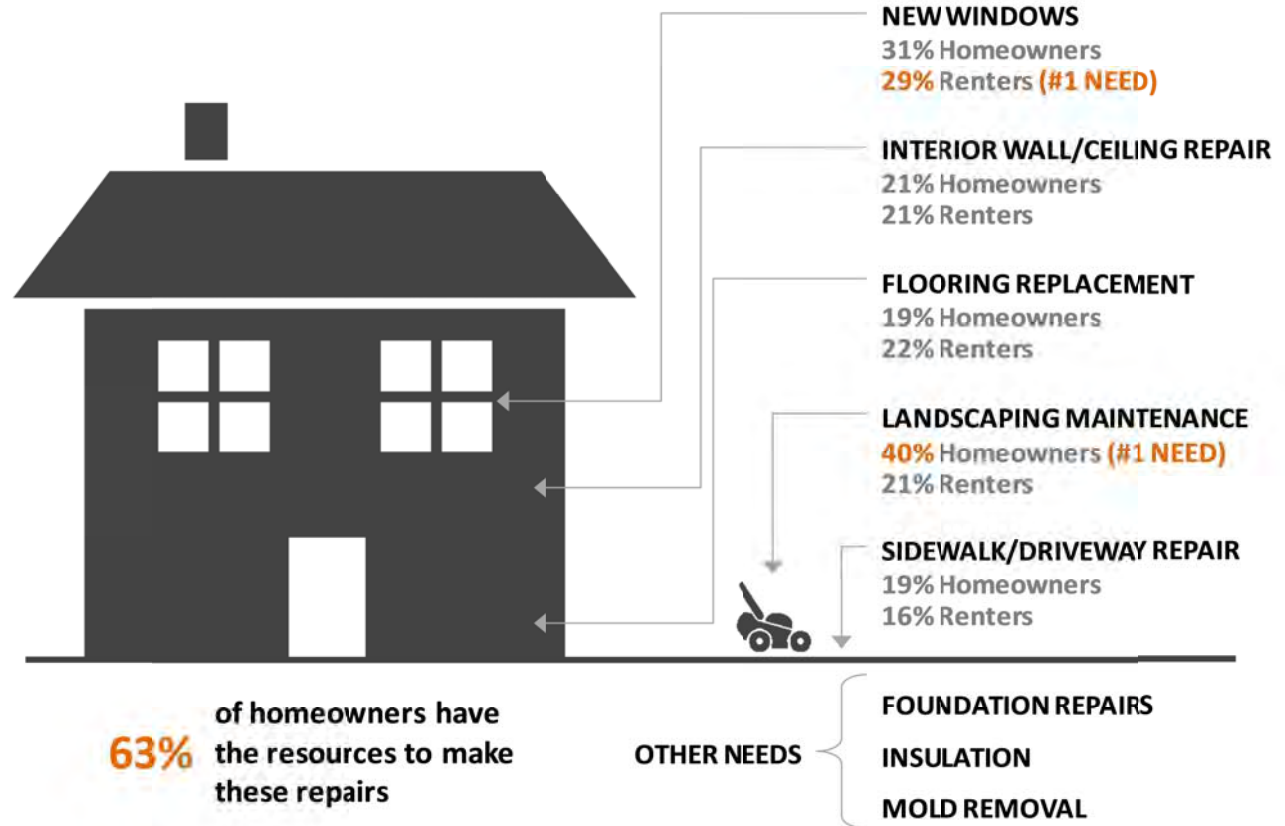 NEW WINDOWS
31% Homeowners
29% Renters (#1 NEED)
INTERIOR WALL/CEILING REPAIR
21% Homeowners
21% Renters
FLOORING REPLACEMENT
19% Homeowners
22% Renters
LANDSCAPING MAINTENANCE
40% Homeowners (#1 NEED)
21% Renters
SIDEWALK/DRIVEWAY REPAIR
19% Homeowners
16% Renters
63%
of homeowners have
the resources to make
these repairs
OTHER NEEDS
FOUNDATION REPAIRS
INSULATION
MOLD REMOVAL